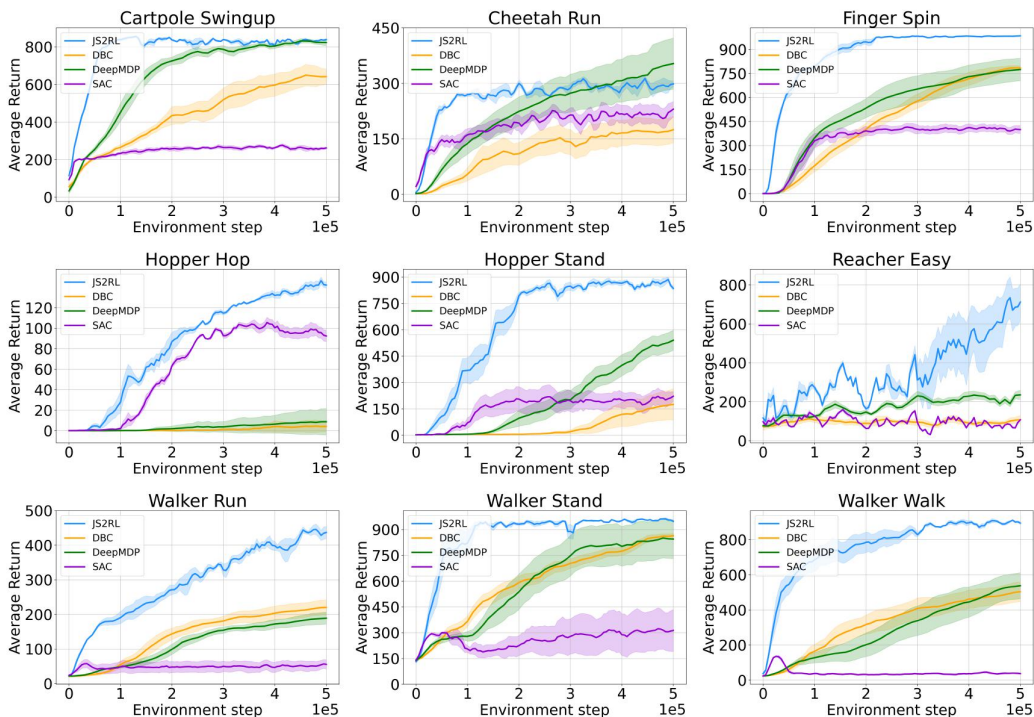 Cartpole Swingup
Average Return
800
600
400
200
0
JS2RL
DBC
DeepMDP
SAC
0 1 2 3 4 5
1e5
Environment step
Cheetah Run
Average Return
450
300
150
0
JS2RL
DBC
DeepMDP
SAC
0 1 2 3 4 5
1e5
Environment step
Finger Spin
Average Return
900
750
600
450
300
150
0
JS2RL
DBC
DeepMDP
SAC
0 1 2 3 4 5
1e5
Environment step
Hopper Hop
Average Return
120
100
80
60
40
20
0
JS2RL
DBC
DeepMDP
SAC
0 1 2 3 4 5
1e5
Environment step
Hopper Stand
Average Return
900
750
600
450
300
150
0
JS2RL
DBC
DeepMDP
SAC
0 1 2 3 4 5
1e5
Environment step
Reacher Easy
Average Return
800
600
400
200
0
JS2RL
DBC
DeepMDP
SAC
0 1 2 3 4 5
1e5
Environment step
Walker Run
Average Return
500
400
300
200
100
0
JS2RL
DBC
DeepMDP
SAC
0 1 2 3 4 5
1e5
Environment step
Walker Stand
Average Return
900
750
600
450
300
150
JS2RL
DBC
DeepMDP
SAC
0 1 2 3 4 5
1e5
Environment step
Walker Walk
Average Return
800
600
400
200
0
JS2RL
DBC
DeepMDP
SAC
0 1 2 3 4 5
1e5
Environment step